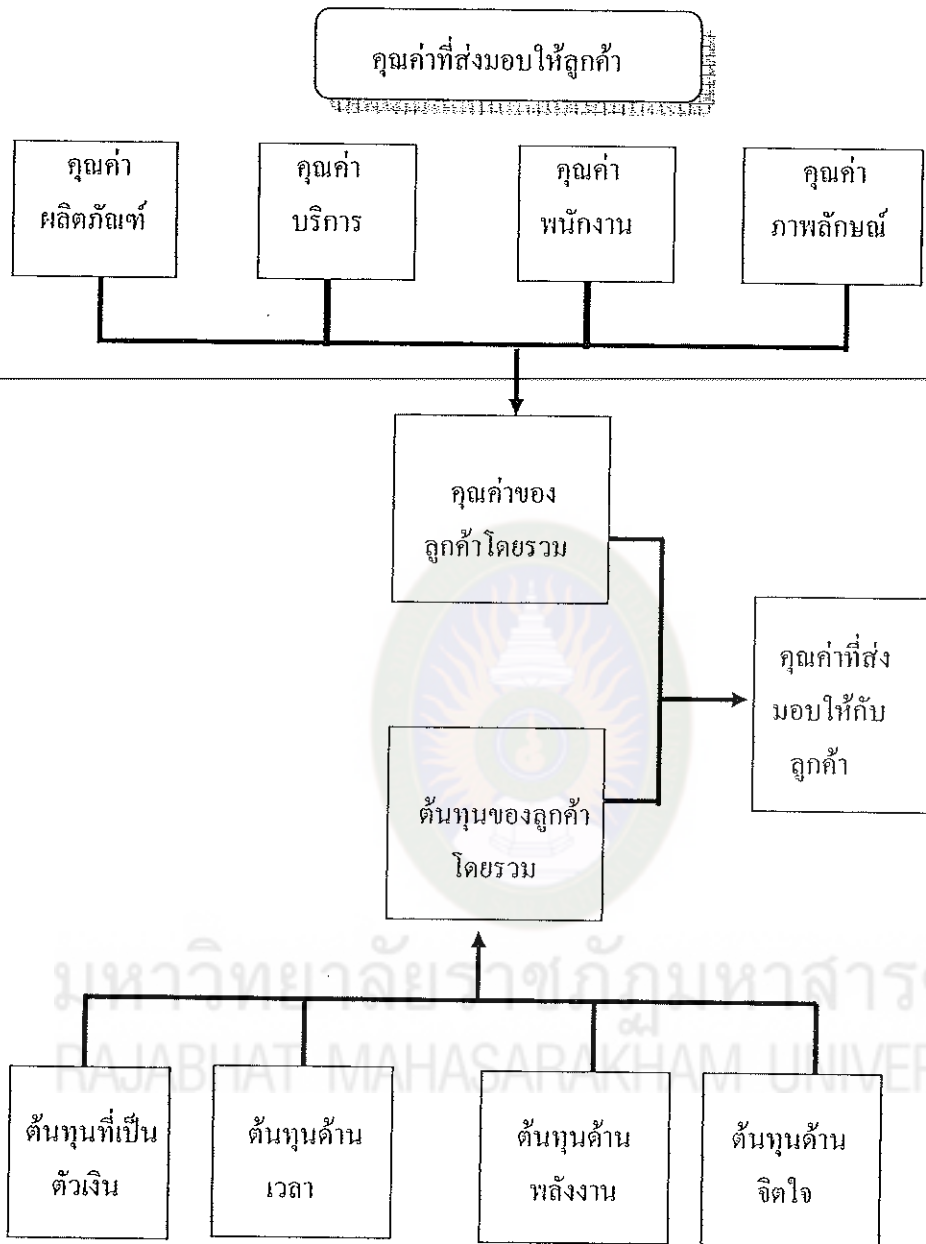 คุณค่าที่ส่งมอบให้ลูกค้า
คุณค่า
ผลิตภัณฑ์
คุณค่า
บริการ
คุณค่า
พนักงาน
คุณค่า
ภาพลักษณ์
คุณค่าของ
ลูกค้าโดยรวม
คุณค่าที่ส่ง
มอบให้กับ
ลูกค้า
ต้นทุนของลูกค้า
โดยรวม
มหาวิทยาลัยราชภัฏมหาสาร
RAJABHAT MAHASARAKHAM UNIVER
ต้นทุนที่เป็น
ตัวเงิน
ต้นทุนด้าน
เวลา
ต้นทุนด้าน
พลังงาน
ต้นทุนด้าน
จิตใจ